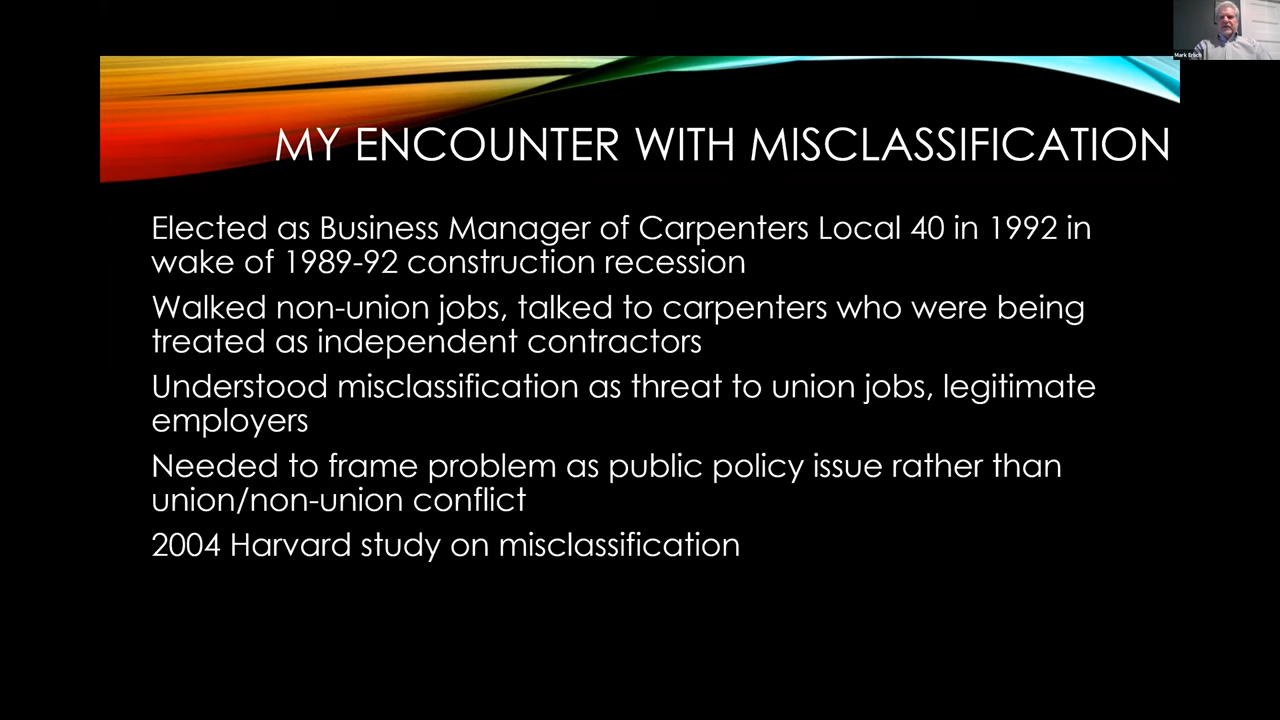 Mark Erlich
MY ENCOUNTER WITH MISCLASSIFICATION
Elected as Business Manager of Carpenters Local 40 in 1992 in
wake of 1989-92 construction recession
Walked non-union jobs, talked to carpenters who were being
treated as independent contractors
Understood misclassification as threat to union jobs, legitimate
employers
Needed to frame problem as public policy issue rather than
union/non-union conflict
2004 Harvard study on misclassification